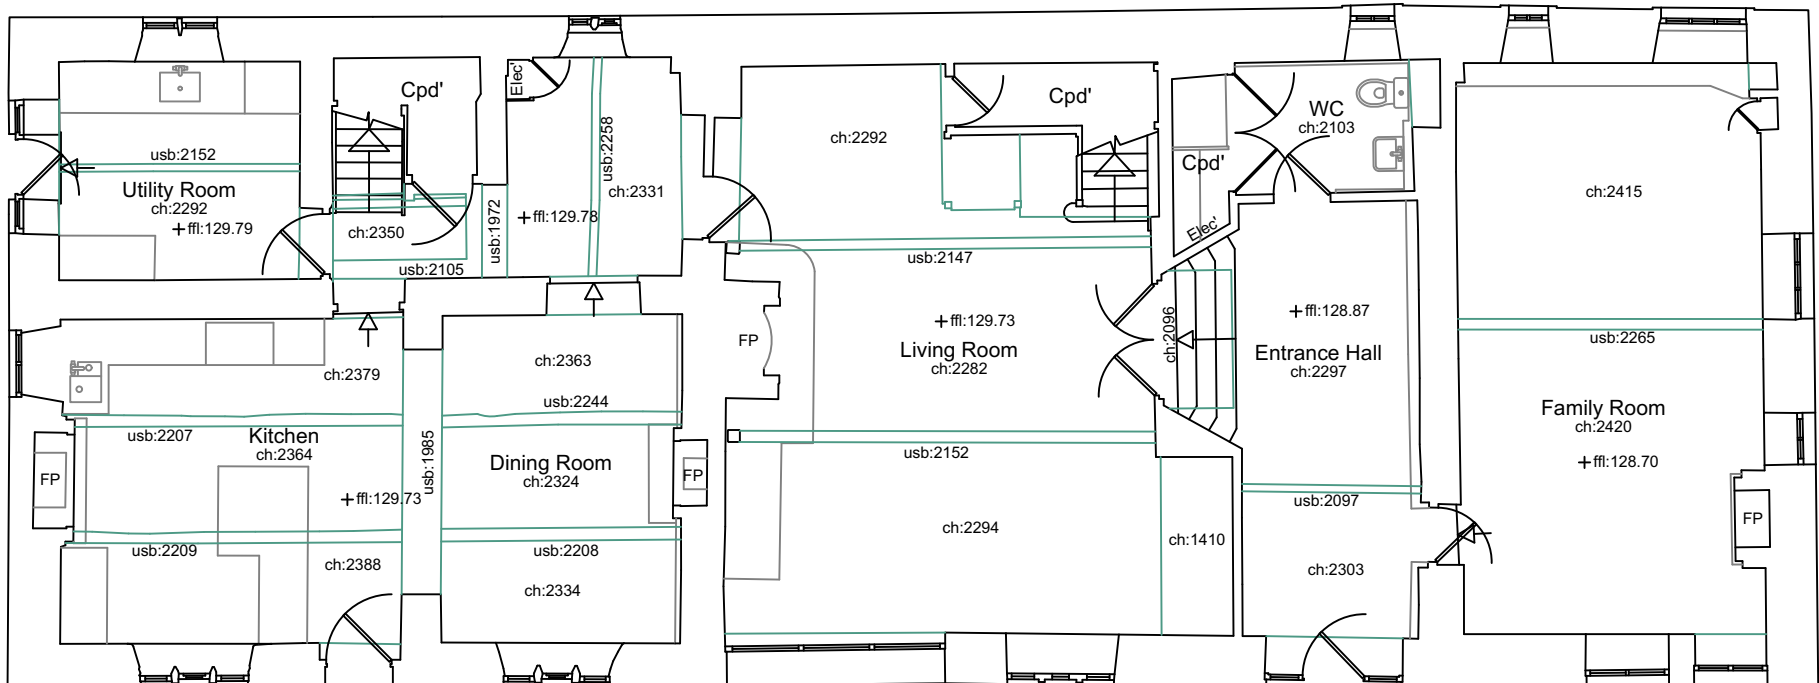 Utility Room
ch:2292
ffl:129.79
usb:2152
Cpd'
ch:2350
usb:2105
usb:1972
Elec'
usb:2258
ch:2331
ffl:129.78
ch:2379
usb:2207
Kitchen
ch:2364
ffl:129.73
FP
usb:2209
ch:2388
usb:1985
ch:2363
usb:2244
Dining Room
ch:2324
FP
usb:2208
ch:2334
ch:2292
Cpd'
usb:2147
FP
ffl:129.73
Living Room
ch:2282
usb:2152
ch:2294
ch:1410
ch:2096
Cpd'
Elec'
WC
ch:2103
ffl:128.87
Entrance Hall
ch:2297
usb:2097
ch:2303
ch:2415
usb:2265
Family Room
ch:2420
ffl:128.70
FP